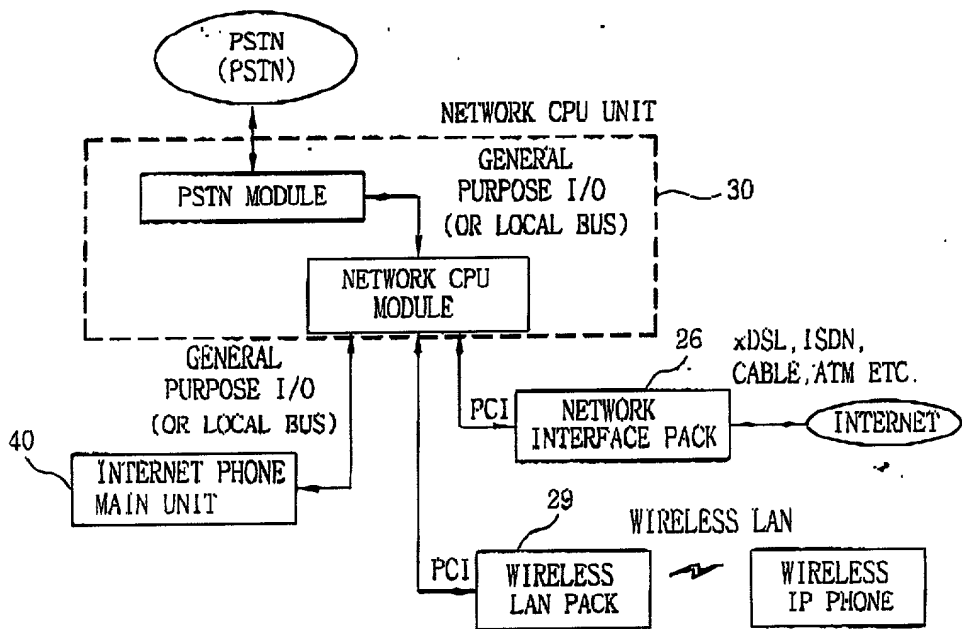 PSTN
(PSTN)
NETWORK CPU UNIT
GENERAL
PURPOSE I/O
(OR LOCAL BUS)
30
PSTN MODULE
NETWORK CPU
MODULE
GENERAL
PURPOSE I/O
(OR LOCAL BUS)
26
xDSL, ISDN,
CABLE, ATM ETC.
PCI
NETWORK
INTERFACE PACK
INTERNET
40
INTERNET PHONE
MAIN UNIT
29
WIRELESS LAN
PCI
WIRELESS
LAN PACK
WIRELESS
IP PHONE